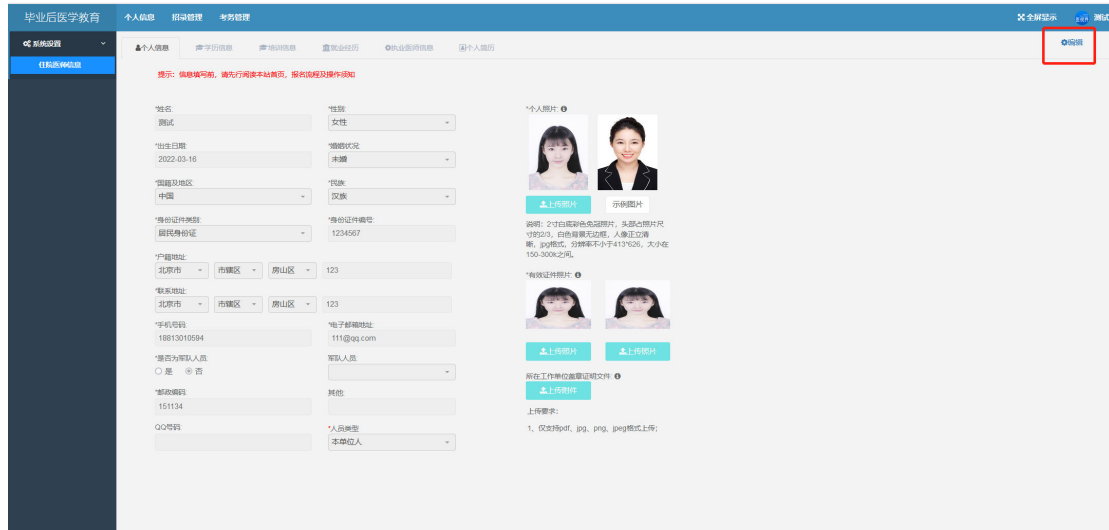 毕业后医学教育 个人信息 招录管理 考务管理 全屏显示 测试
系统设置
住院医师信息
个人信息 学历信息 培训信息 就业经历 执业医师信息 个人简历 编辑
提示：信息填写前，请先行阅读本站首页，报名流程及操作须知
*姓名: *性别: *个人照片:
测试 女性
*出生日期: *婚姻状况:
2022-03-16 未婚
*国籍及地区: *民族:
中国 汉族
上传照片 示例图片
*身份证件类别: *身份证件编号:
居民身份证 1234567
说明：2寸白底彩色免冠照片，头部占照片尺
寸的2/3，白色背景无边框，人像正立清
晰，jpg格式，分辨率不小于413*626，大小在
150-300k之间。
*户籍地址:
北京市 市辖区 房山区 123
*有效证件照片:
*联系地址:
北京市 市辖区 房山区 123
*手机号码: *电子邮箱地址:
18813010594 111@qq.com
上传照片 上传照片
*是否为军队人员: 军队人员:
是 否
所在工作单位盖章证明文件:
上传附件
*邮政编码: 其他:
151134
上传要求：
1、仅支持pdf、jpg、png、jpeg格式上传;
QQ号码: *人员类型:
本单位人